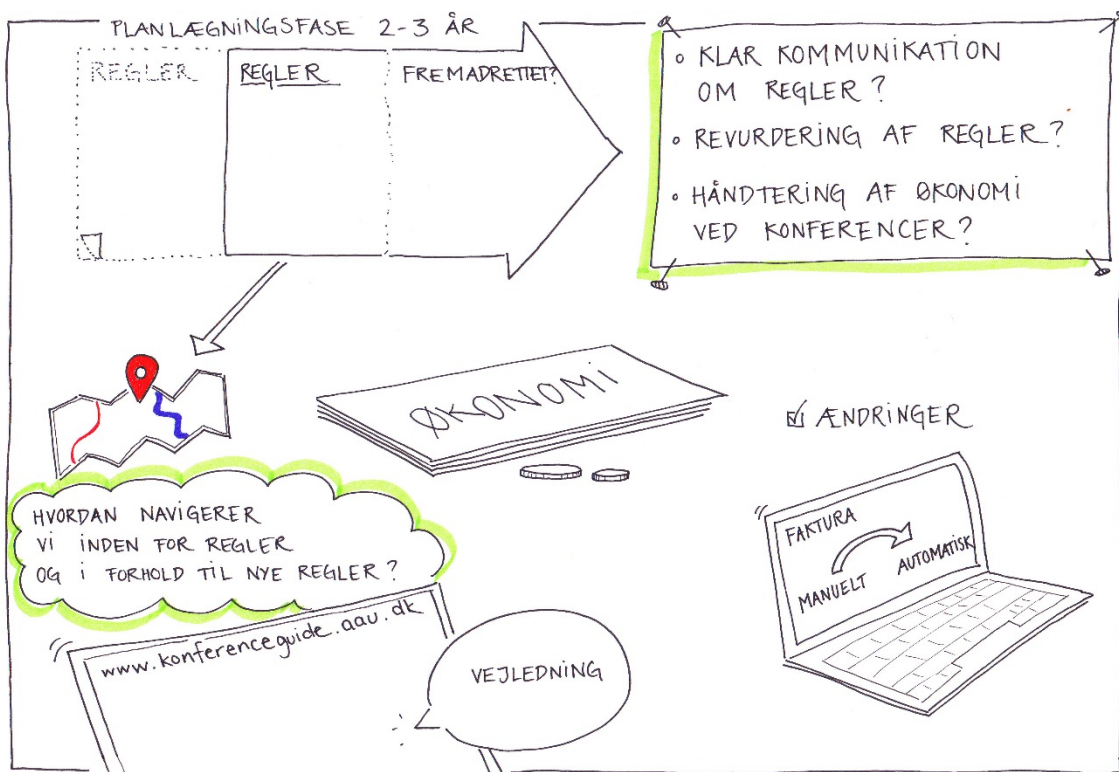 PLANLÆGNINGSFASE 2-3 ÅR
REGLER
REGLER
FREMADRETTET?
• KLAR KOMMUNIKATION
OM REGLER?
• REVURDERING AF REGLER?
• HÅNDTERING AF ØKONOMI
VED KONFERENCER?
ØKONOMI
☑ ÆNDRINGER
FAKTURA
MANUELT
AUTOMATISK
HVORDAN NAVIGERER
VI INDEN FOR REGLER
OG I FORHOLD TIL NYE REGLER?
www.konferenceguide.aau.dk
VEJLEDNING